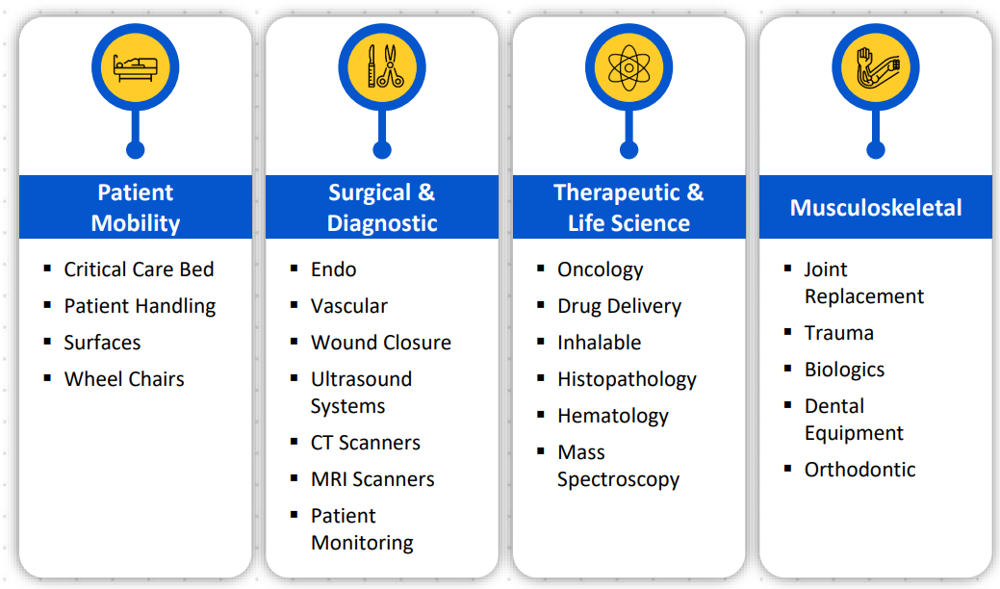 Patient
Mobility
▪ Critical Care Bed
▪ Patient Handling
▪ Surfaces
▪ Wheel Chairs
Surgical &
Diagnostic
▪ Endo
▪ Vascular
▪ Wound Closure
▪ Ultrasound
Systems
▪ CT Scanners
▪ MRI Scanners
▪ Patient
Monitoring
Therapeutic &
Life Science
▪ Oncology
▪ Drug Delivery
▪ Inhalable
▪ Histopathology
▪ Hematology
▪ Mass
Spectroscopy
Musculoskeletal
▪ Joint
Replacement
▪ Trauma
▪ Biologics
▪ Dental
Equipment
▪ Orthodontic